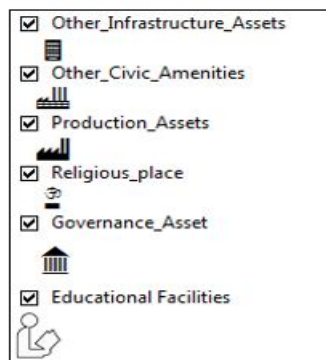 Other_Infrastructure_Assets
Other_Civic_Amenities
Production_Assets
Religious_place
Governance_Asset
Educational Facilities